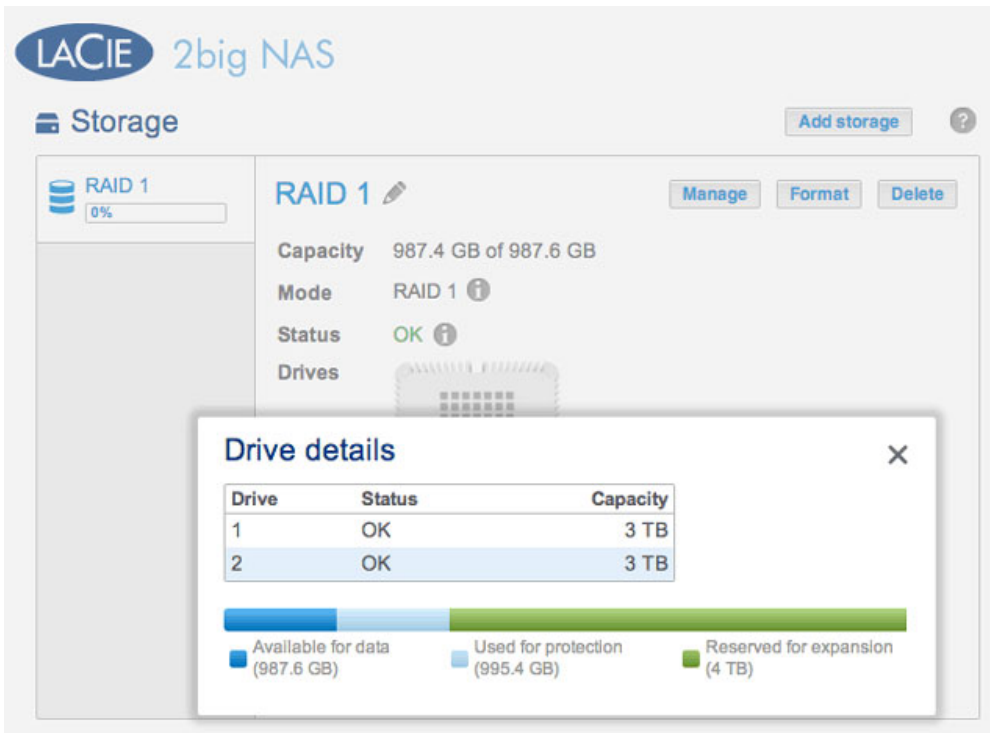 LACIE 2big NAS
Storage
Add storage
?
RAID 1
0%
RAID 1
Manage
Format
Delete
Capacity 987.4 GB of 987.6 GB
Mode RAID 1
Status OK
Drives
Drive details
Drive Status Capacity
1 OK 3 TB
2 OK 3 TB
Available for data
(987.6 GB)
Used for protection
(995.4 GB)
Reserved for expansion
(4 TB)